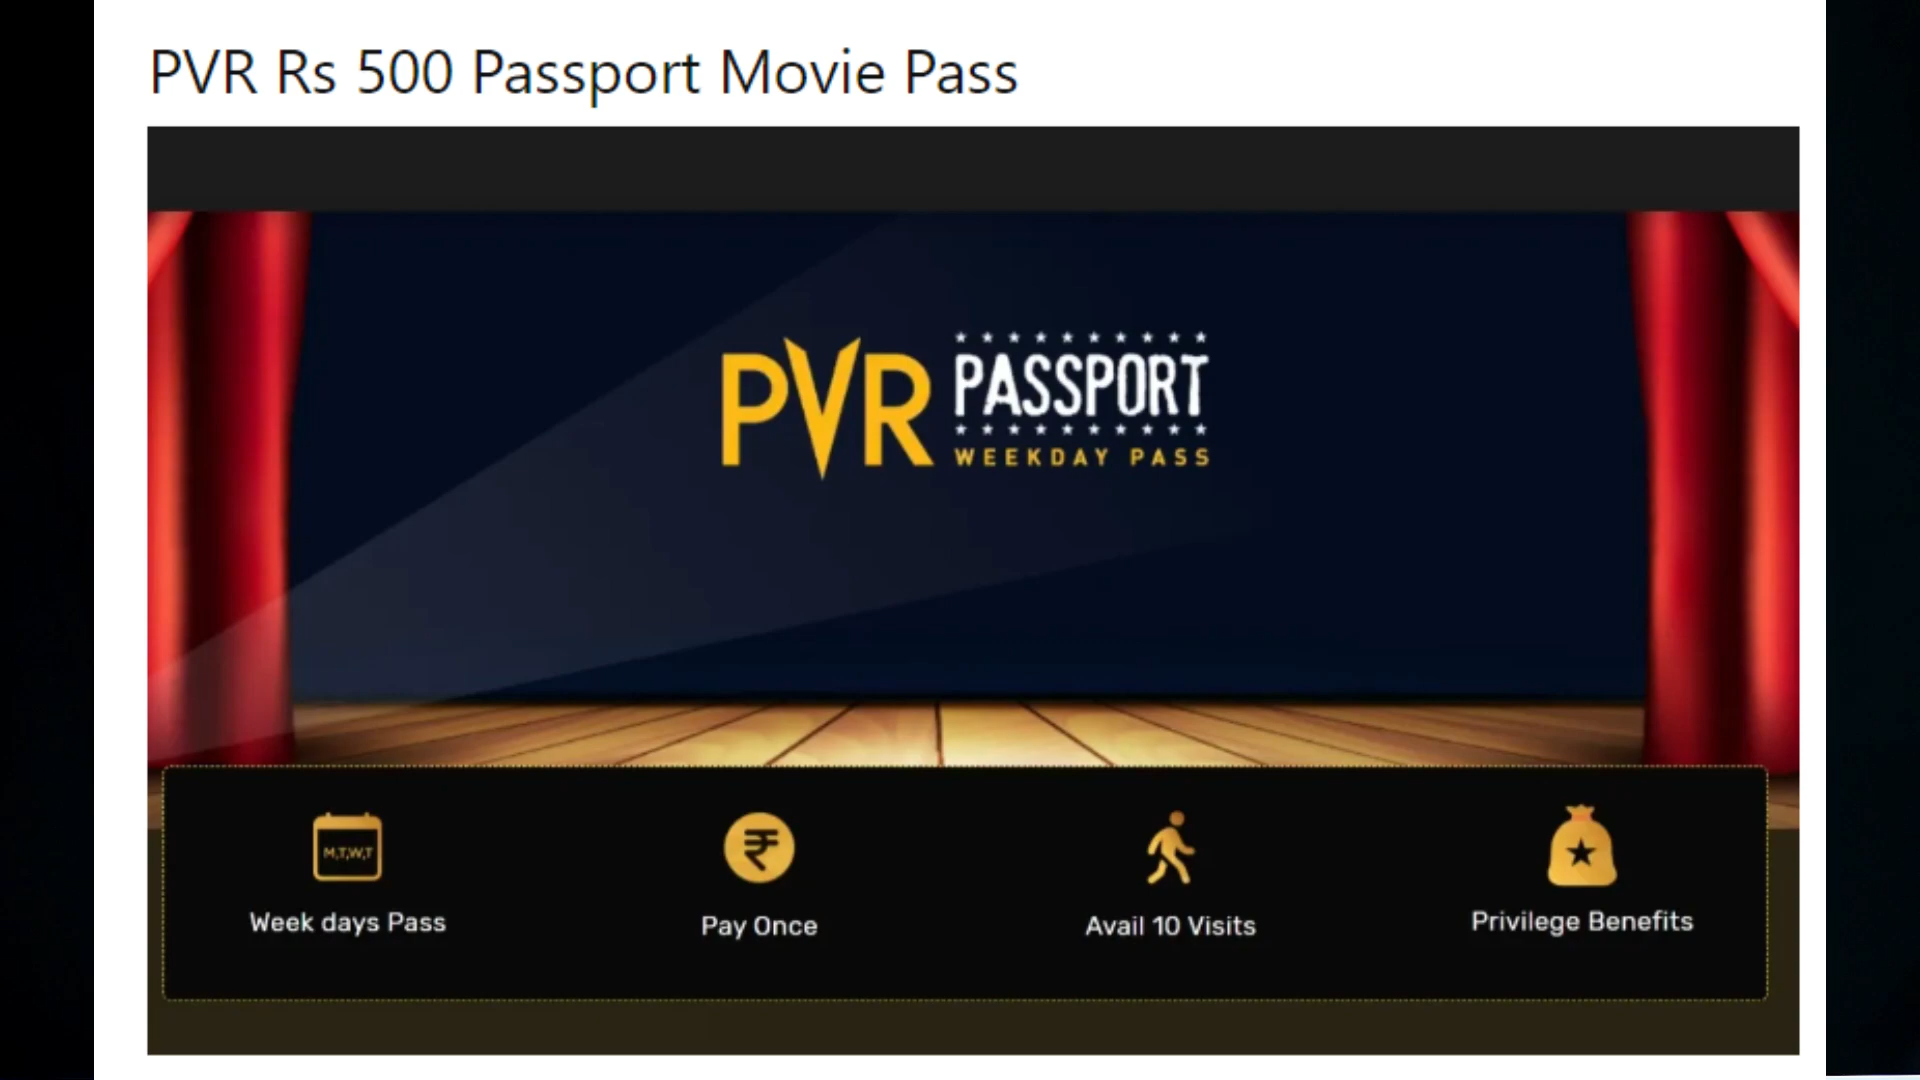 PVR Rs 500 Passport Movie Pass
PVR PASSPORT
WEEKDAY PASS
M,T,W,T
Week days Pass
Pay Once
Avail 10 Visits
Privilege Benefits